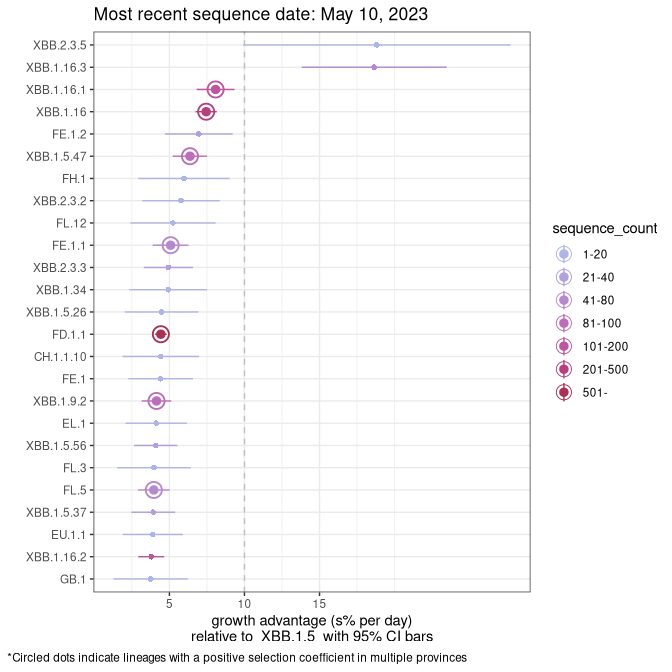 Most recent sequence date: May 10, 2023
XBB.2.3.5
XBB.1.16.3
XBB.1.16.1
XBB.1.16
FE.1.2
XBB.1.5.47
FH.1
XBB.2.3.2
FL.12
FE.1.1
XBB.2.3.3
XBB.1.34
XBB.1.5.26
FD.1.1
CH.1.1.10
FE.1
XBB.1.9.2
EL.1
XBB.1.5.56
FL.3
FL.5
XBB.1.5.37
EU.1.1
XBB.1.16.2
GB.1
5 10 15
growth advantage (s% per day)
relative to XBB.1.5 with 95% CI bars
sequence_count
1-20
21-40
41-80
81-100
101-200
201-500
501-
*Circled dots indicate lineages with a positive selection coefficient in multiple provinces